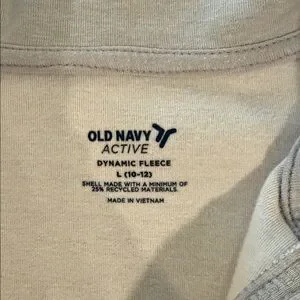 OLD NAVY
ACTIVE
DYNAMIC FLEECE
L (10-12)
SHELL MADE WITH A MINIMUM OF
25% RECYCLED MATERIALS.
MADE IN VIETNAM